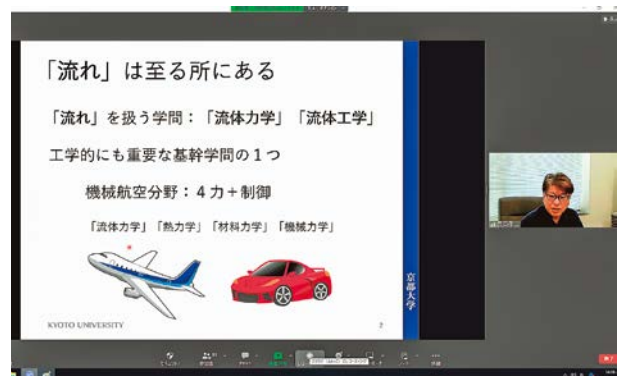 「流れ」は至る所にある
「流れ」を扱う学問：「流体力学」「流体工学」
工学的にも重要な基幹学問の１つ
機械航空分野：４力＋制御
「流体力学」「熱力学」「材料力学」「機械力学」
京都大学
KYOTO UNIVERSITY
2